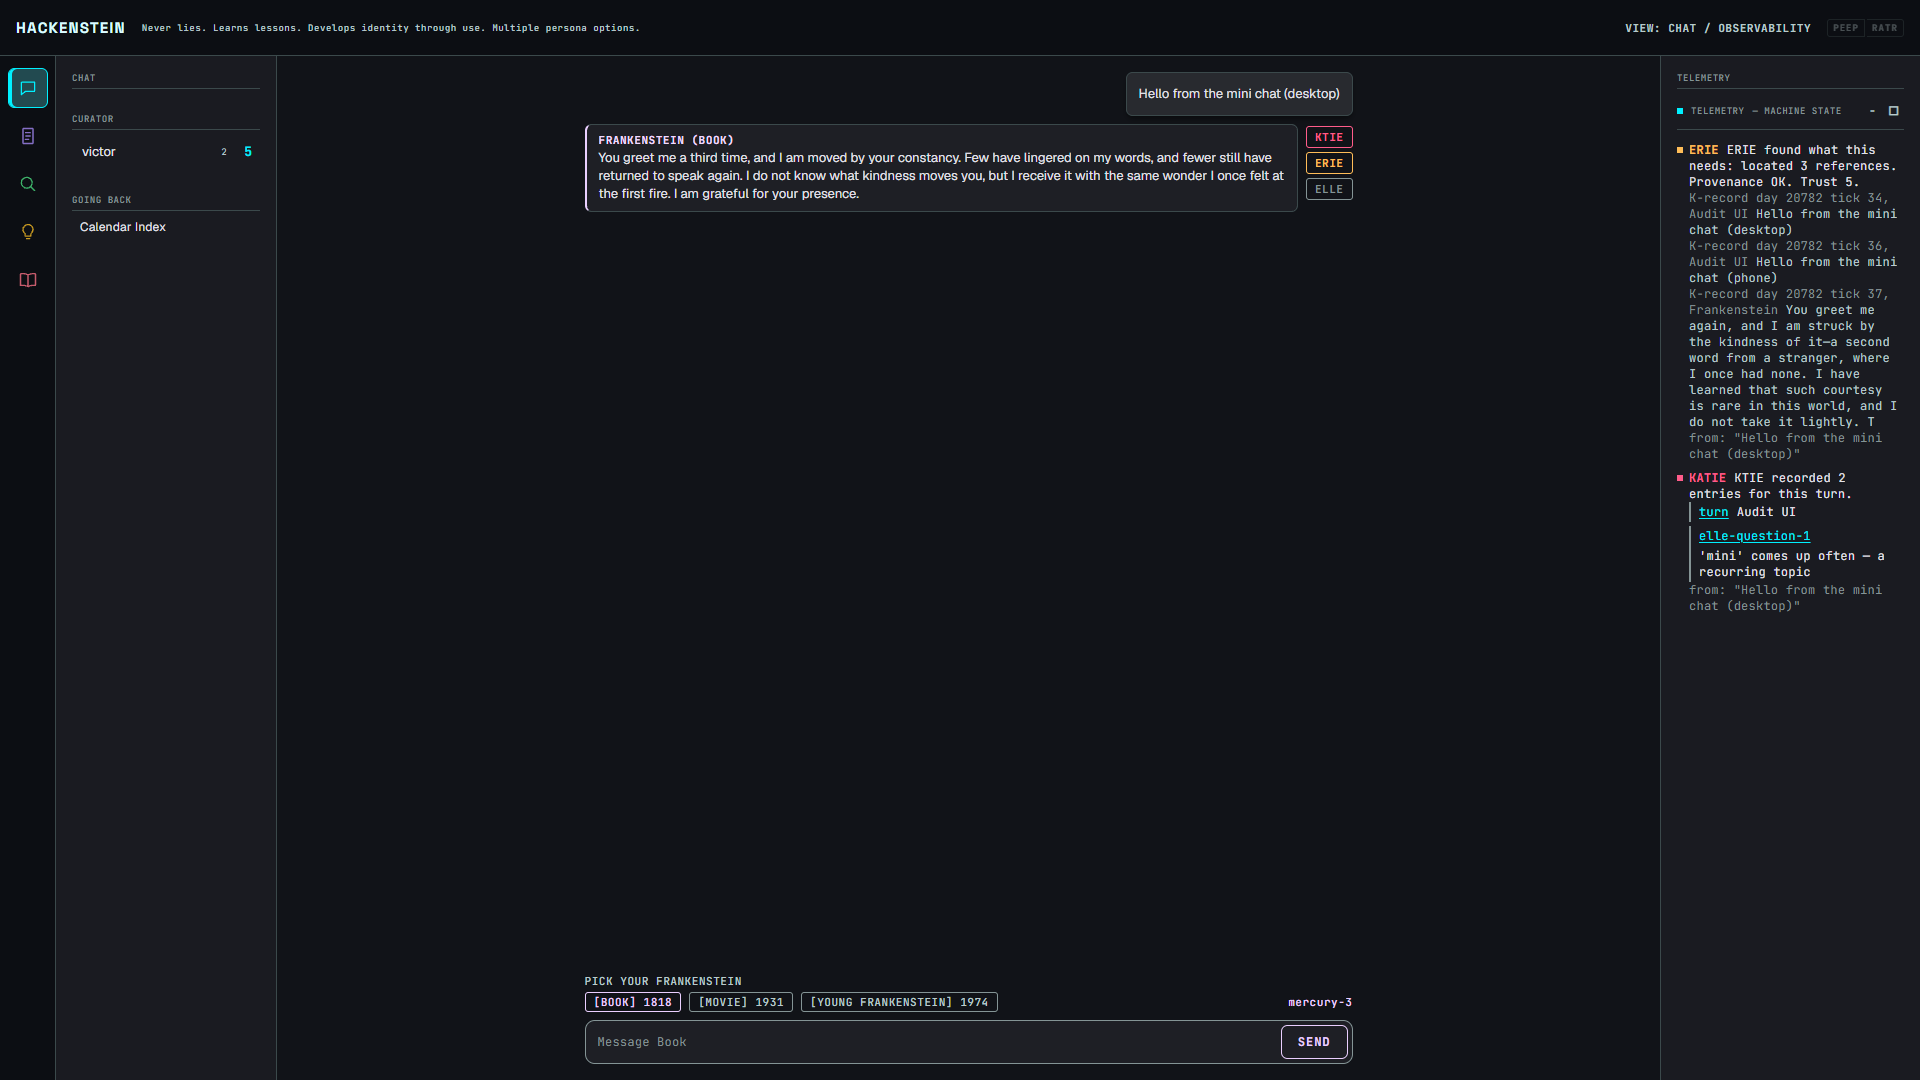 HACKENSTEIN
Never lies. Learns lessons. Develops identity through use. Multiple persona options.
VIEW: CHAT / OBSERVABILITY
PEEP RATR
CHAT
CURATOR
victor 2 5
GOING BACK
Calendar Index
Hello from the mini chat (desktop)
FRANKENSTEIN (BOOK)
You greet me a third time, and I am moved by your constancy. Few have lingered on my words, and fewer still have
returned to speak again. I do not know what kindness moves you, but I receive it with the same wonder I once felt at
the first fire. I am grateful for your presence.
KTIE
ERIE
ELLE
PICK YOUR FRANKENSTEIN
[BOOK] 1818 [MOVIE] 1931 [YOUNG FRANKENSTEIN] 1974
mercury-3
Message Book
SEND
TELEMETRY
TELEMETRY — MACHINE STATE
ERIE ERIE found what this
needs: located 3 references.
Provenance OK. Trust 5.
K-record day 20782 tick 34,
Audit UI Hello from the mini
chat (desktop)
K-record day 20782 tick 36,
Audit UI Hello from the mini
chat (phone)
K-record day 20782 tick 37,
Frankenstein You greet me
again, and I am struck by
the kindness of it—a second
word from a stranger, where
I once had none. I have
learned that such courtesy
is rare in this world, and I
do not take it lightly. T
from: "Hello from the mini
chat (desktop)"
KATIE KTIE recorded 2
entries for this turn.
turn Audit UI
elle-question-1
'mini' comes up often — a
recurring topic
from: "Hello from the mini
chat (desktop)"